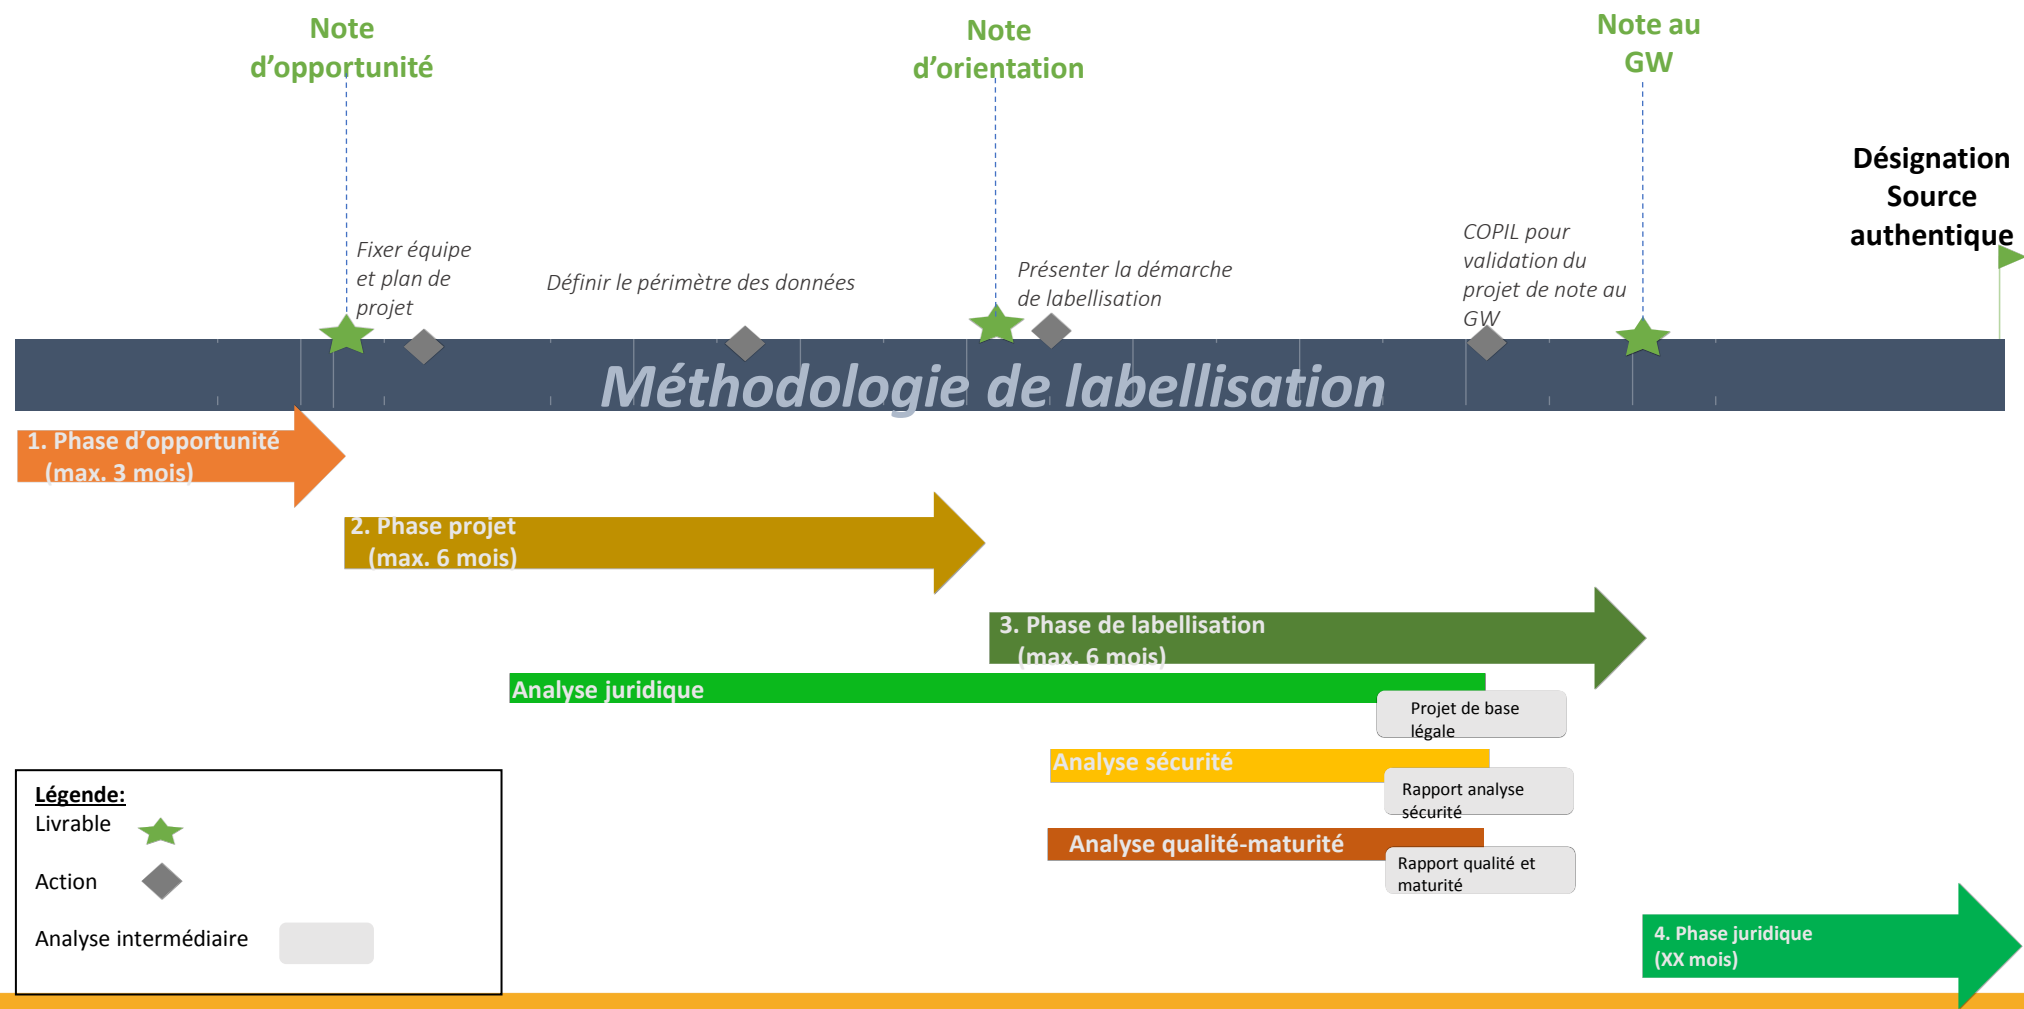 Note
d’opportunité
Note
d’orientation
Note au
GW
Désignation
Source
authentique
Fixer équipe
et plan de
projet
Définir le périmètre des données
Présenter la démarche
de labellisation
COPIL pour
validation du
projet de note au
GW
Méthodologie de labellisation
1. Phase d’opportunité
(max. 3 mois)
2. Phase projet
(max. 6 mois)
3. Phase de labellisation
(max. 6 mois)
Analyse juridique
Projet de base
légale
Analyse sécurité
Rapport analyse
sécurité
Analyse qualité-maturité
Rapport qualité et
maturité
4. Phase juridique
(XX mois)
Légende:
Livrable
Action
Analyse intermédiaire